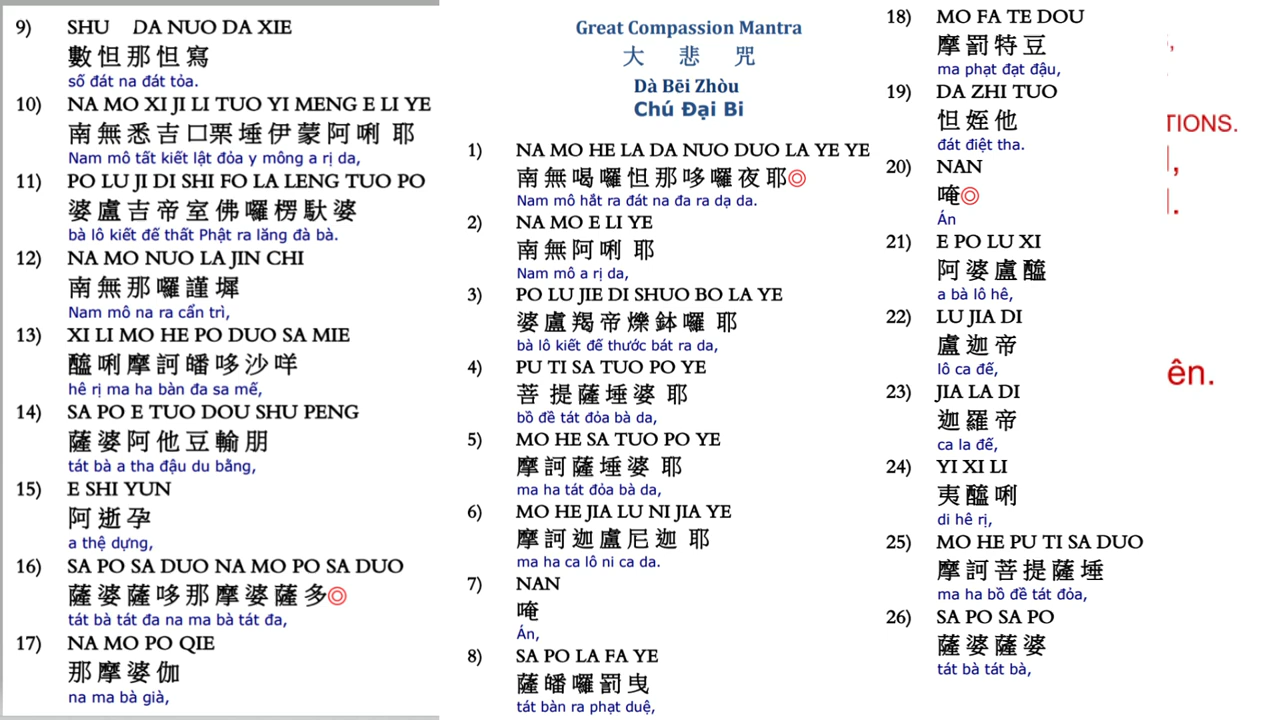 Great Compassion Mantra
大 悲 咒
Dà Bēi Zhòu
Chú Đại Bi
1) NA MO HE LA DA NUO DUO LA YE YE
南無喝囉怛那哆囉夜耶◎
Nam mô hắt ra đát na đa ra dạ da.
2) NA MO E LI YE
南無阿唎 耶
Nam mô a rị da,
3) PO LU JIE DI SHUO BO LA YE
婆盧羯帝爍鉢囉 耶
bà lô kiết đế thước bát ra da,
4) PU TI SA TUO PO YE
菩提薩埵婆 耶
bồ đề tát đỏa bà da,
5) MO HE SA TUO PO YE
摩訶薩埵婆 耶
ma ha tát đỏa bà da,
6) MO HE JIA LU NI JIA YE
摩訶迦盧尼迦 耶
ma ha ca lô ni ca da.
7) NAN
唵
Án,
8) SA PO LA FA YE
薩皤囉罰曳
tát bàn ra phạt duệ,
9) SHU DA NUO DA XIE
數怛那怛寫
số đát na đát tỏa.
10) NA MO XI JI LI TUO YI MENG E LI YE
南無悉吉口栗埵伊蒙阿唎 耶
Nam mô tất kiết lật đỏa y mông a rị da,
11) PO LU JI DI SHI FO LA LENG TUO PO
婆盧吉帝室佛囉楞馱婆
bà lô kiết đế thất Phật ra lăng đà bà.
12) NA MO NUO LA JIN CHI
南無那囉謹墀
Nam mô na ra cẩn trì,
13) XI LI MO HE PO DUO SA MIE
醯唎摩訶皤哆沙咩
hê rị ma ha bàn đa sa mế,
14) SA PO E TUO DOU SHU PENG
薩婆阿他豆輸朋
tát bà a tha đậu du bằng,
15) E SHI YUN
阿逝孕
a thệ dựng,
16) SA PO SA DUO NA MO PO SA DUO
薩婆薩哆那摩婆薩多◎
tát bà tát đa na ma bà tát đa,
17) NA MO PO QIE
那摩婆伽
na ma bà già,
18) MO FA TE DOU
摩罰特豆
ma phạt đạt đậu,
19) DA ZHI TUO
怛姪他
đát điệt tha.
20) NAN
唵◎
Án
21) E PO LU XI
阿婆盧醯
a bà lô hê,
22) LU JIA DI
盧迦帝
lô ca đế,
23) JIA LA DI
迦羅帝
ca la đế,
24) YI XI LI
夷醯唎
di hê rị,
25) MO HE PU TI SA DUO
摩訶菩提薩埵
ma ha bồ đề tát đỏa,
26) SA PO SA PO
薩婆薩婆
tát bà tát bà,
TIONS.
ên.